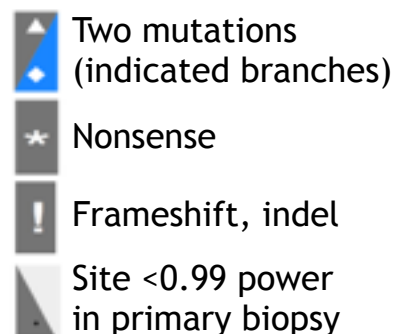 Two mutations
(indicated branches)
* Nonsense
! Frameshift, indel
Site <0.99 power
in primary biopsy